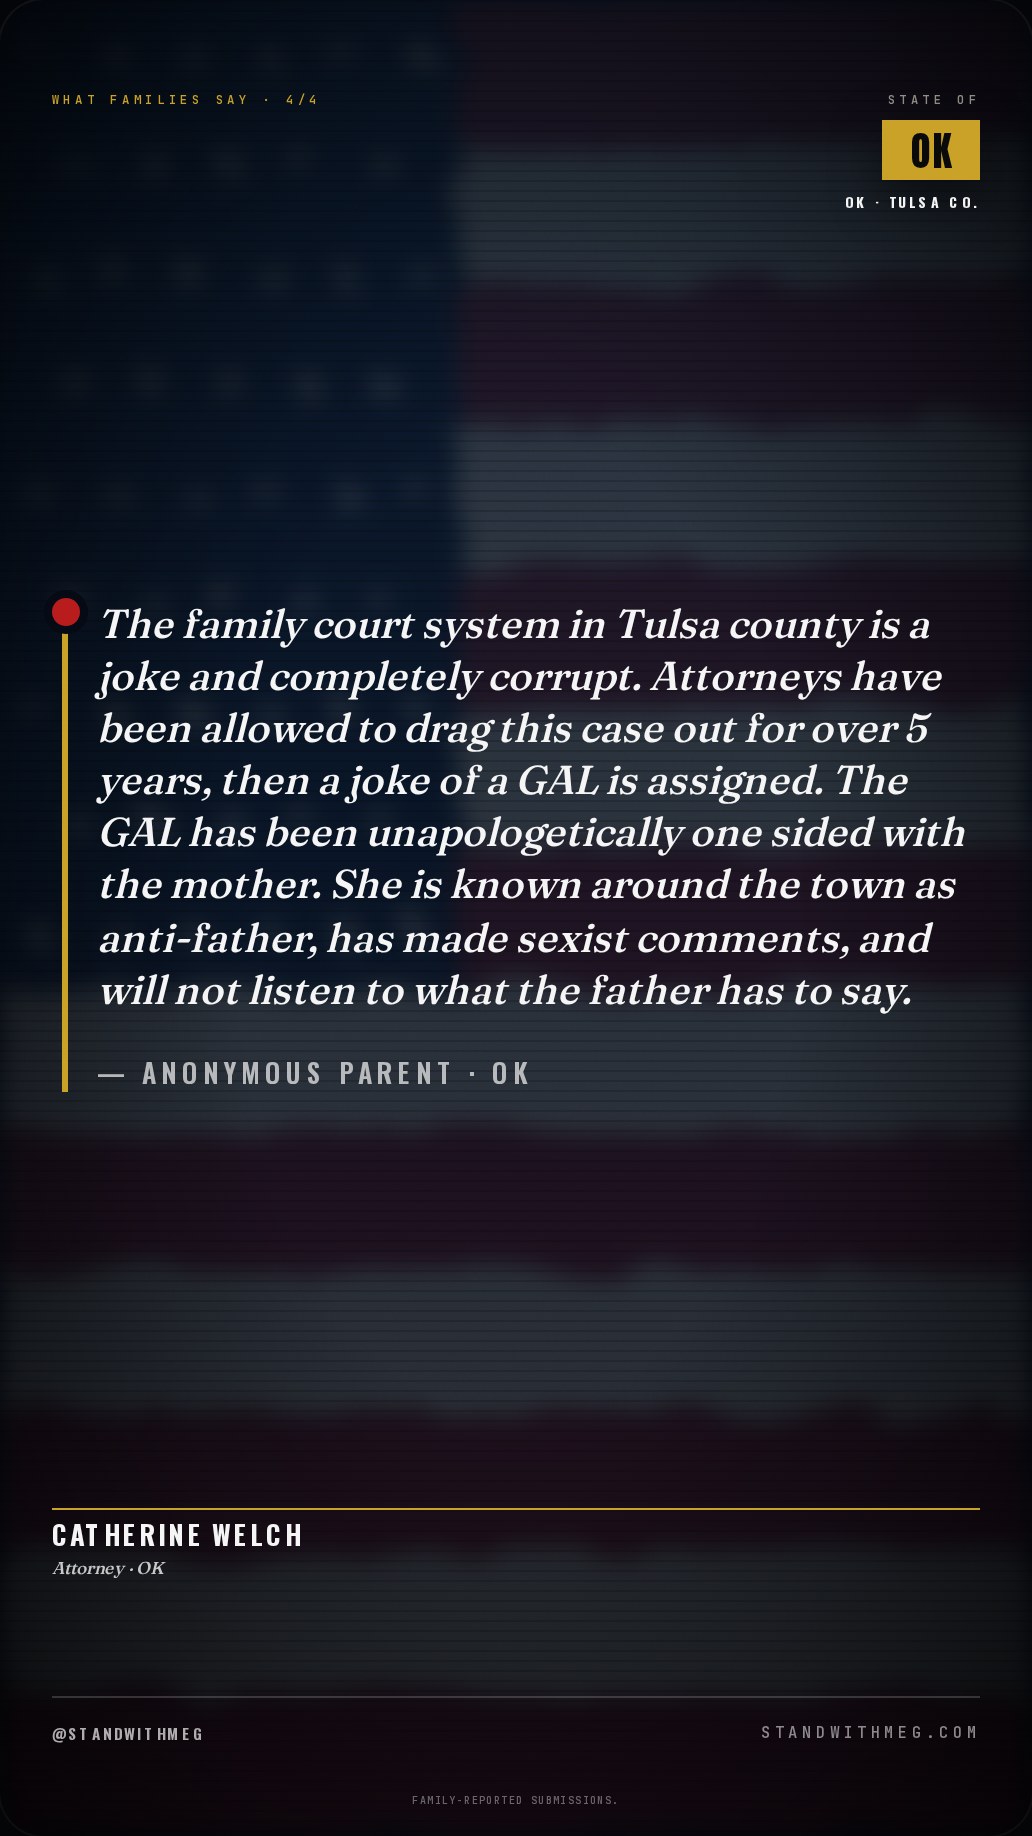 WHAT FAMILIES SAY · 4/4
STATE OF
OK
OK · TULSA CO.
The family court system in Tulsa county is a
joke and completely corrupt. Attorneys have
been allowed to drag this case out for over 5
years, then a joke of a GAL is assigned. The
GAL has been unapologetically one sided with
the mother. She is known around the town as
anti-father, has made sexist comments, and
will not listen to what the father has to say.
— ANONYMOUS PARENT · OK
CATHERINE WELCH
Attorney · OK
@STANDWITHMEG
STANDWITHMEG.COM
FAMILY-REPORTED SUBMISSIONS.